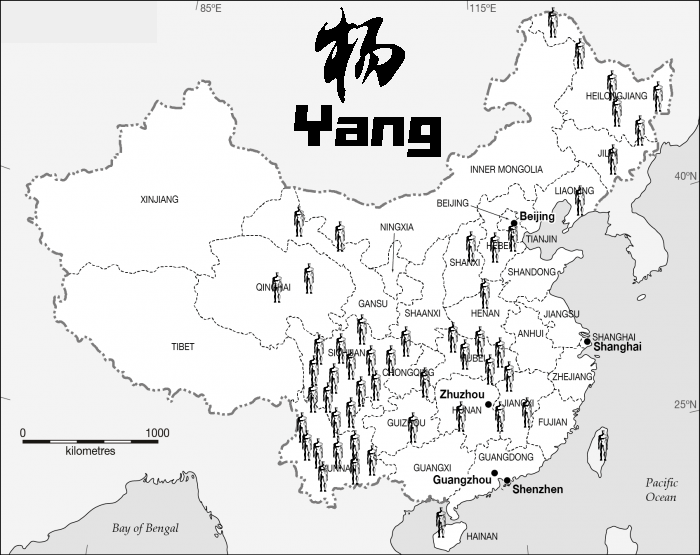 85°E
115°E
杨
Yang
HEILONGJIANG
JILIN
40°N
INNER MONGOLIA
LIAONING
BEIJING
Beijing
XINJIANG
NINGXIA
HEBEI
TIANJIN
SHANXI
SHANDONG
QINGHAI
GANSU
SHAANXI
HENAN
JIANGSU
ANHUI
SHANGHAI
Shanghai
TIBET
SICHUAN
HUBEI
CHONGQING
ZHEJIANG
Zhuzhou
JIANGXI
25°N
HUNAN
GUIZHOU
FUJIAN
0
1000
kilometres
YUNNAN
GUANGXI
GUANGDONG
Guangzhou
Shenzhen
Pacific
Ocean
Bay of Bengal
HAINAN